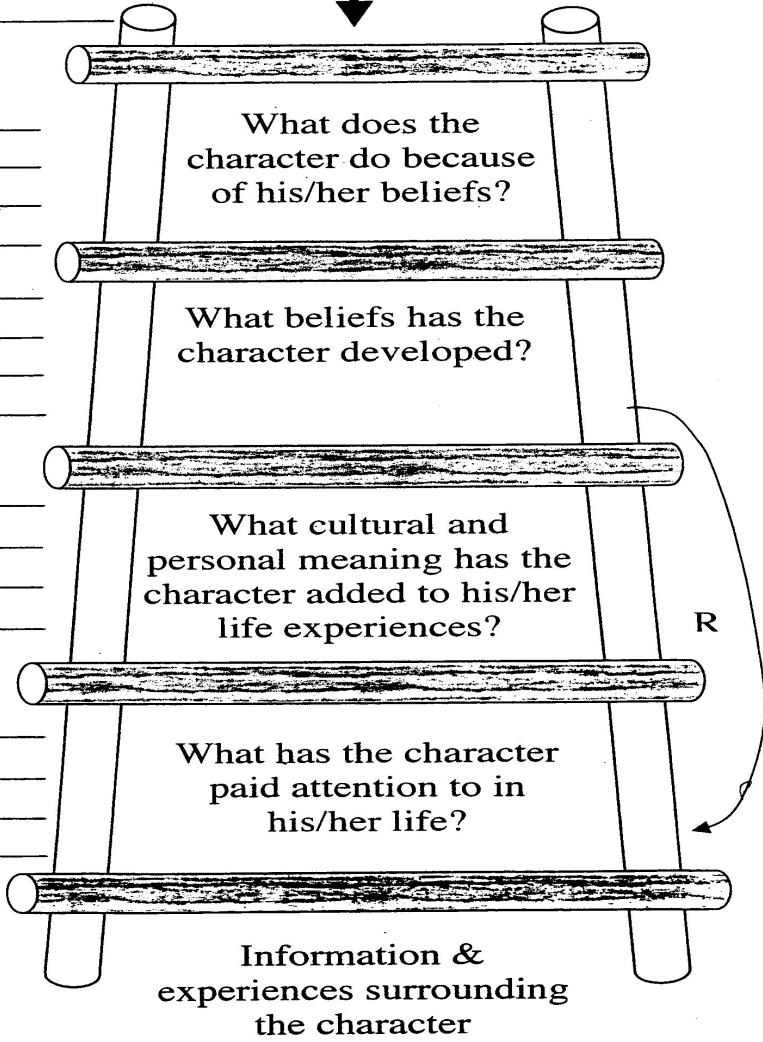 What does the
character do because
of his/her beliefs?
What beliefs has the
character developed?
What cultural and
personal meaning has the
character added to his/her
life experiences?
R
What has the character
paid attention to in
his/her life?
Information &
experiences surrounding
the character